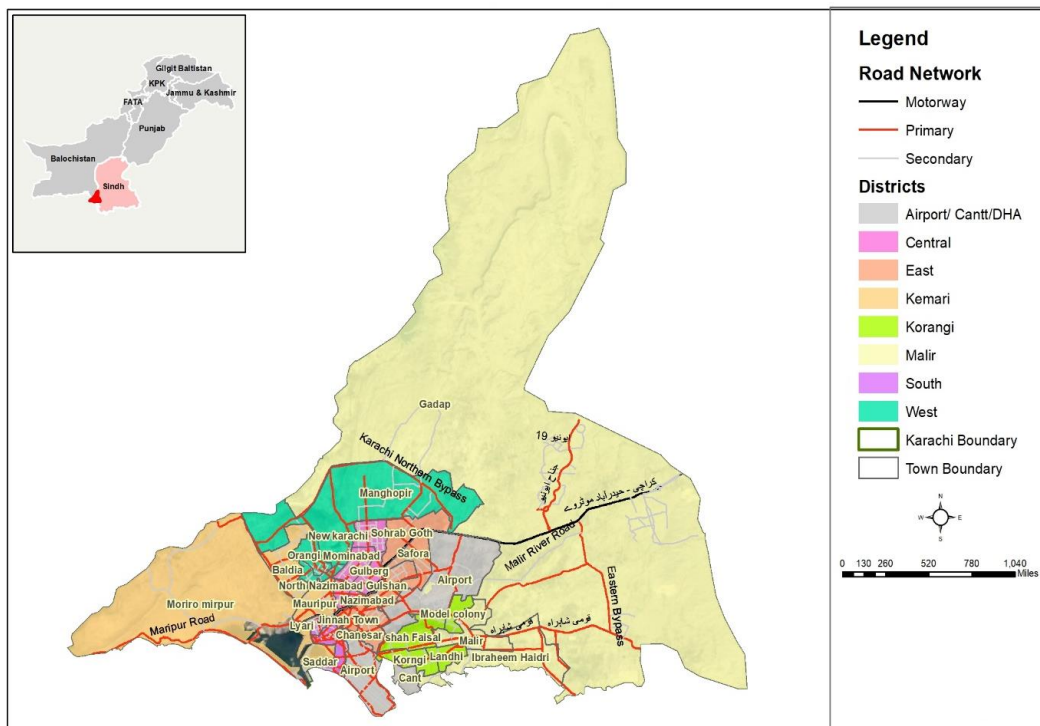 Gilgit Baltistan
KPK
Jammu & Kashmir
FATA
Punjab
Balochistan
Sindh
Legend
Road Network
Motorway
Primary
Secondary
Districts
Airport/ Cantt/DHA
Central
East
Kemari
Korangi
Malir
South
West
Karachi Boundary
Town Boundary
N
W E
S
0 130 260 520 780 1,040
Miles
Gadap
ایونیو 19
جناح ایونیو
Karachi Northern Bypass
کراچی - حیدرآباد موٹروے
Manghopir
Malir River Road
New karachi
Sohrab Goth
Orangi
Mominabad
Safora
Baldia
Gulberg
Airport
North Nazimabad
Gulshan
Eastern Bypass
Moriro mirpur
Mauripur
Nazimabad
Model colony
Maripur Road
Lyari
Jinnah Town
Chanesar
shah Faisal
Malir
قومی شاہراہ
قومی شاہراہ
Saddar
Airport
Korngi
Landhi
Ibraheem Haidri
Cant